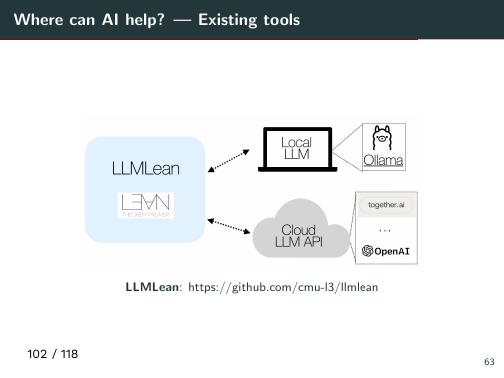 Where can AI help? — Existing tools
LLMLean
LEAN
THEOREM PROVER
Local
LLM
Ollama
Cloud
LLM API
together.ai
...
OpenAI
LLMLean: https://github.com/cmu-l3/llmlean
102 / 118
63